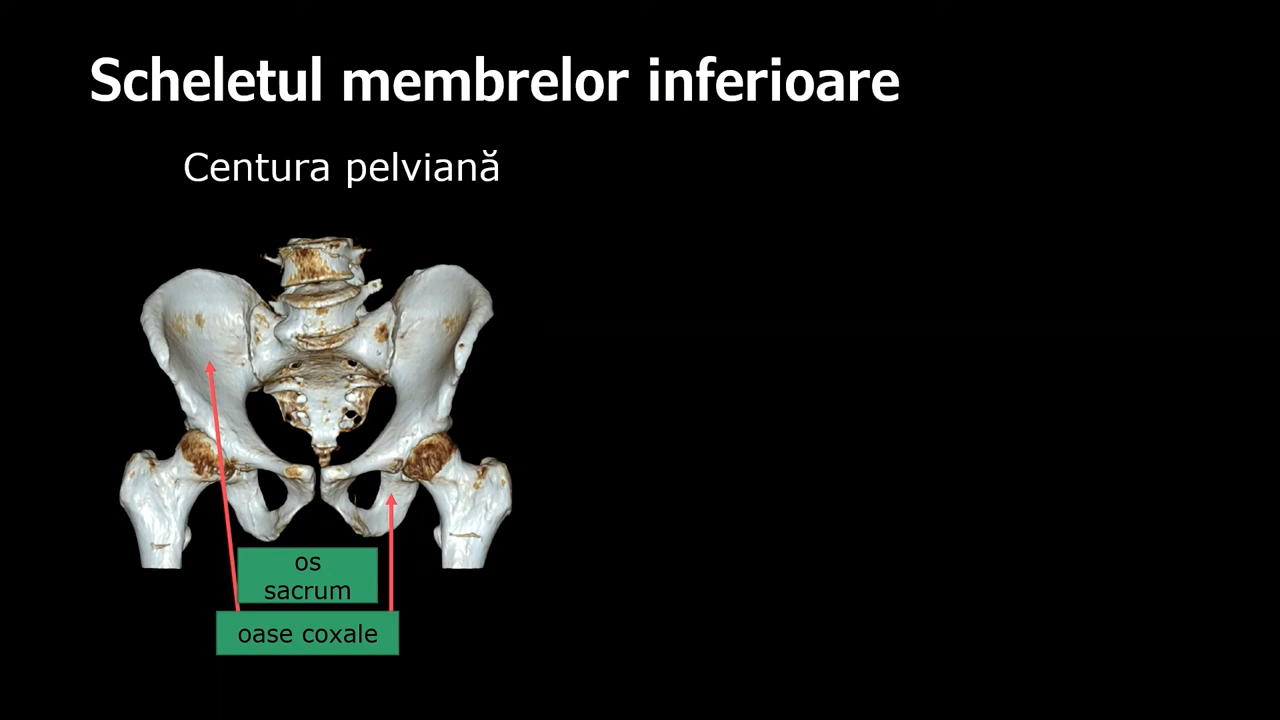 Scheletul membrelor inferioare
Centura pelviană
os
sacrum
oase coxale